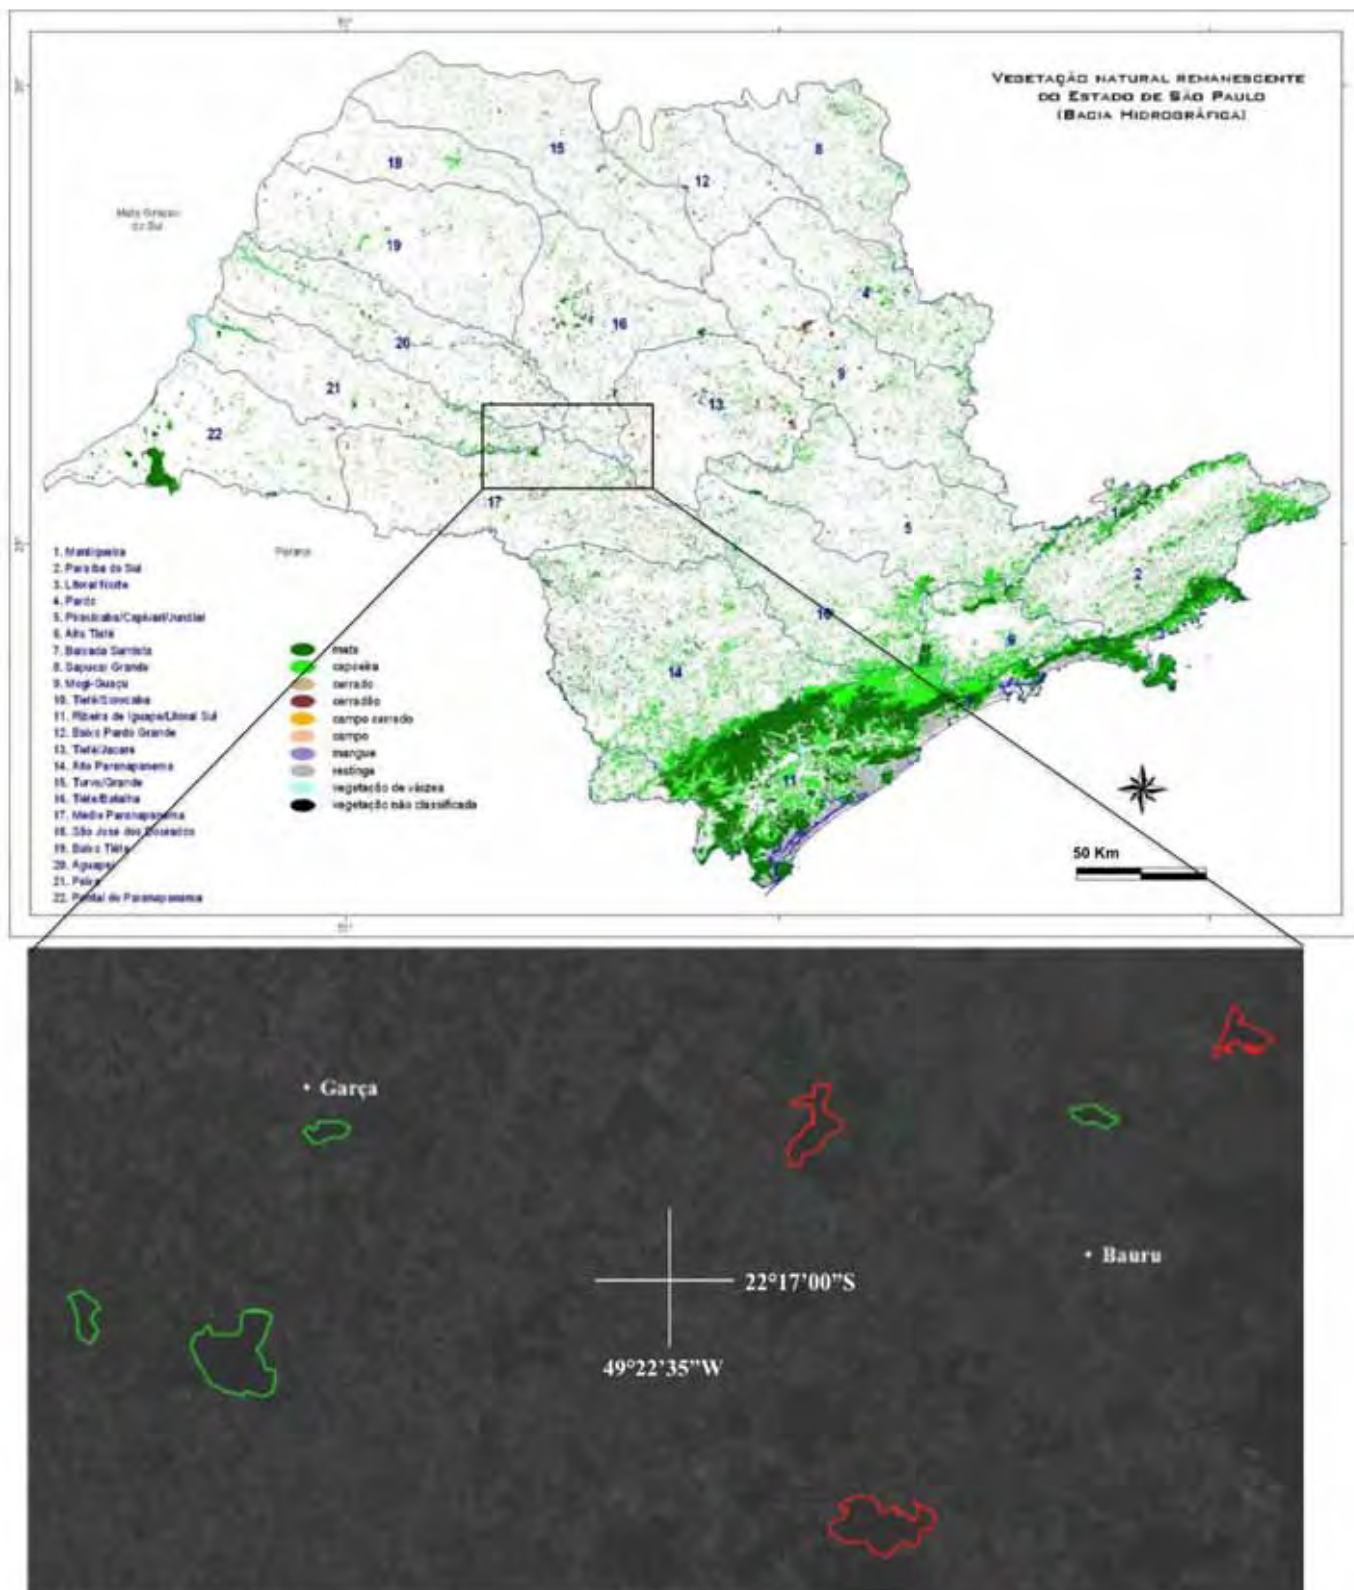 VEGETAÇÃO NATURAL REMANESCENTE
DO ESTADO DE SÃO PAULO
(BACIA HIDROGRÁFICA)
Mato Grosso
do Sul
15
18
12
8
19
4
16
20
9
21
13
22
17
5
1
2
10
6
14
11
Paraná
1. Mantiqueira
2. Paraíba do Sul
3. Litoral Norte
4. Pardo
5. Piracicaba/Capivari/Jundiaí
6. Alto Tietê
7. Baixada Santista
8. Sapucaí Grande
9. Mogi-Guaçu
10. Tietê/Sorocaba
11. Ribeira de Iguape/Litoral Sul
12. Baixo Pardo Grande
13. Tietê/Jacaré
14. Alto Paranapanema
15. Turvo/Grande
16. Tietê/Batalha
17. Médio Paranapanema
18. São José dos Dourados
19. Baixo Tietê
20. Aguapeí
21. Peixe
22. Pontal do Paranapanema
mata
capoeira
cerrado
cerradão
campo cerrado
campo
mangue
restinga
vegetação de várzea
vegetação não classificada
50 Km
Garça
Bauru
22°17’00”S
49°22’35”W